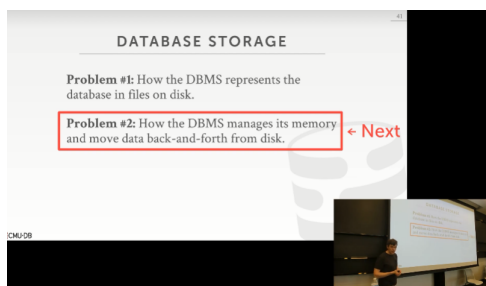 41
DATABASE STORAGE
Problem #1: How the DBMS represents the
database in files on disk.
Problem #2: How the DBMS manages its memory
and move data back-and-forth from disk.
← Next
CMU·DB